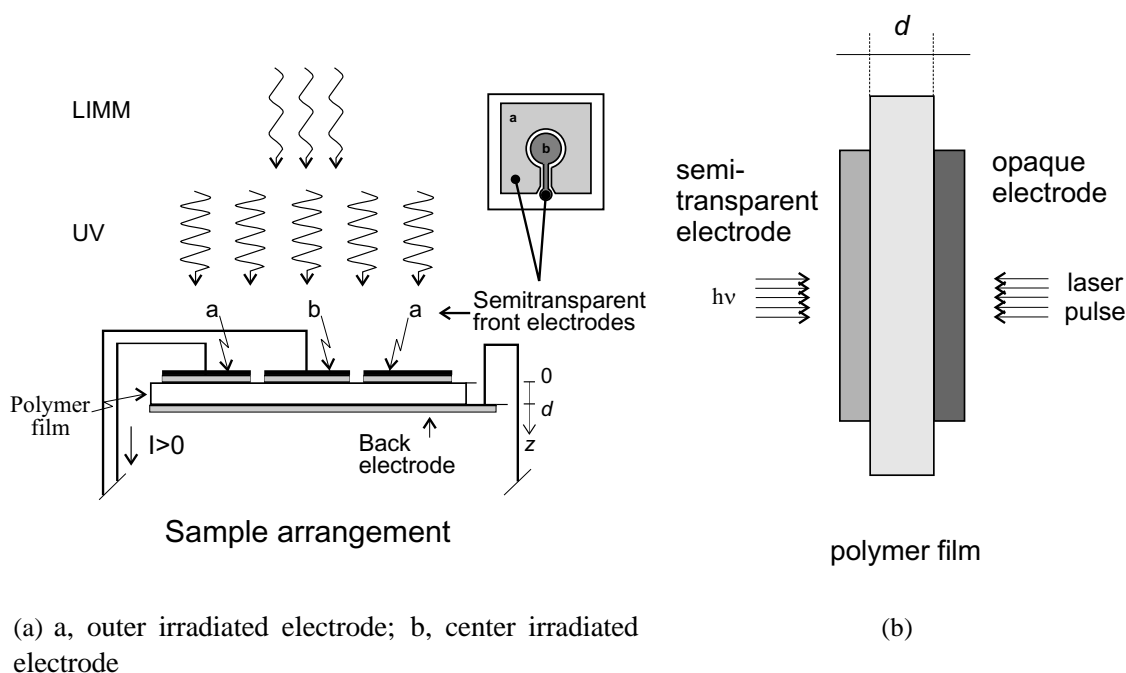 LIMM
UV
a
b
a
b
a
Semitransparent
front electrodes
Polymer
film
I>0
Back
electrode
0
d
z
Sample arrangement
d
semi-
transparent
electrode
opaque
electrode
hν
laser
pulse
polymer film
(a) a, outer irradiated electrode; b, center irradiated
electrode
(b)